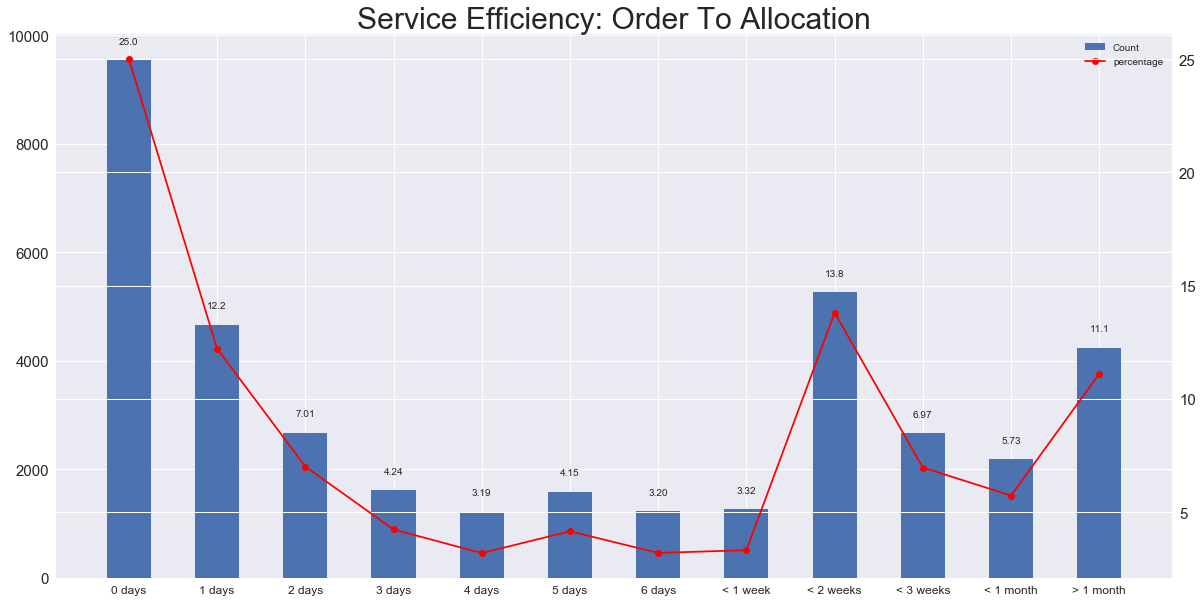 Service Efficiency: Order To Allocation
Count
percentage
10000
8000
6000
4000
2000
0
25
20
15
10
5
25.0
12.2
7.01
4.24
3.19
4.15
3.20
3.32
13.8
6.97
5.73
11.1
0 days
1 days
2 days
3 days
4 days
5 days
6 days
< 1 week
< 2 weeks
< 3 weeks
< 1 month
> 1 month